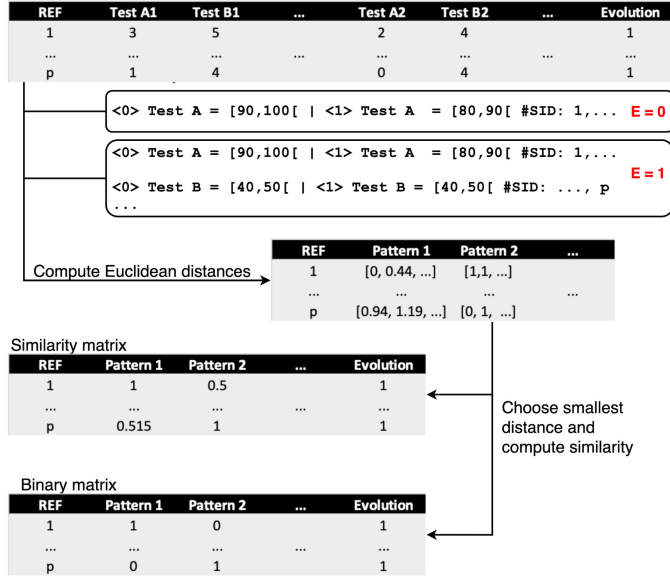 REF Test A1 Test B1 ... Test A2 Test B2 ... Evolution
1 3 5 2 4 1
... ... ... ... ... ... ... ...
p 1 4 0 4 1
<0> Test A = [90,100[ | <1> Test A = [80,90[ #SID: 1,... E = 0
<0> Test A = [90,100[ | <1> Test A = [80,90[ #SID: 1,...
E = 1
<0> Test B = [40,50[ | <1> Test B = [40,50[ #SID: ..., p
...
REF Pattern 1 Pattern 2 ...
1 [0, 0.44, ...] [1,1, ...]
... ... ... ...
p [0.94, 1.19, ...] [0, 1, ...]
Compute Euclidean distances
Similarity matrix
REF Pattern 1 Pattern 2 ... Evolution
1 1 0.5 1
... ... ... ... ...
p 0.515 1 1
Choose smallest
distance and
compute similarity
Binary matrix
REF Pattern 1 Pattern 2 ... Evolution
1 1 0 1
... ... ... ... ...
p 0 1 1